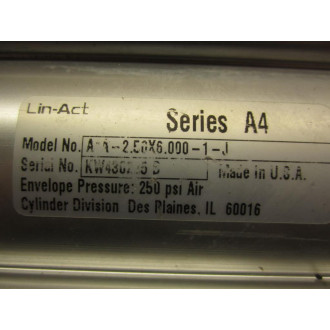 Lin-Act
Series A4
Model No.
Serial No. Made in U.S.A.
Envelope Pressure: 250 psi Air
Cylinder Division Des Plaines, IL 60016